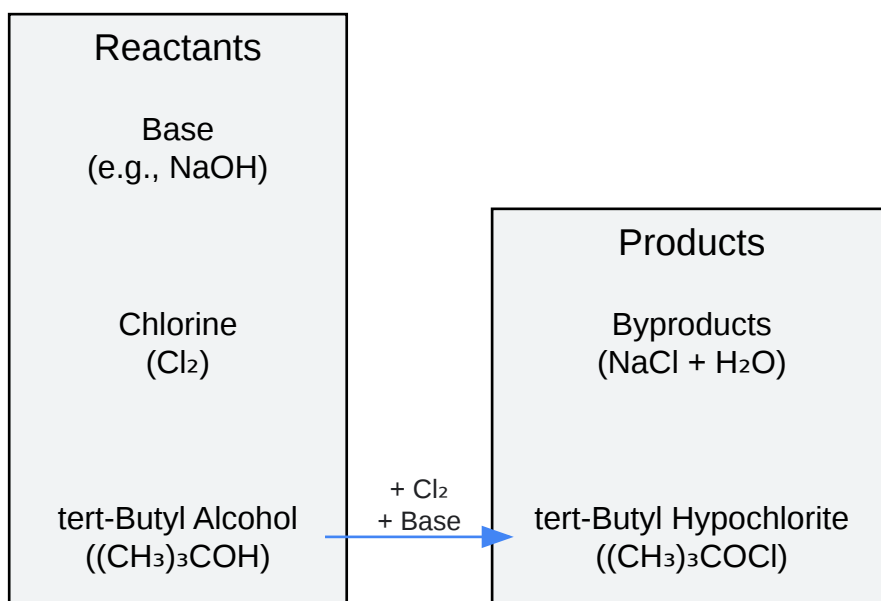 Reactants
Base
(e.g., NaOH)
Chlorine
(Cl₂)
tert-Butyl Alcohol
((CH₃)₃COH)
+ Cl₂
+ Base
Products
Byproducts
(NaCl + H₂O)
tert-Butyl Hypochlorite
((CH₃)₃COCl)